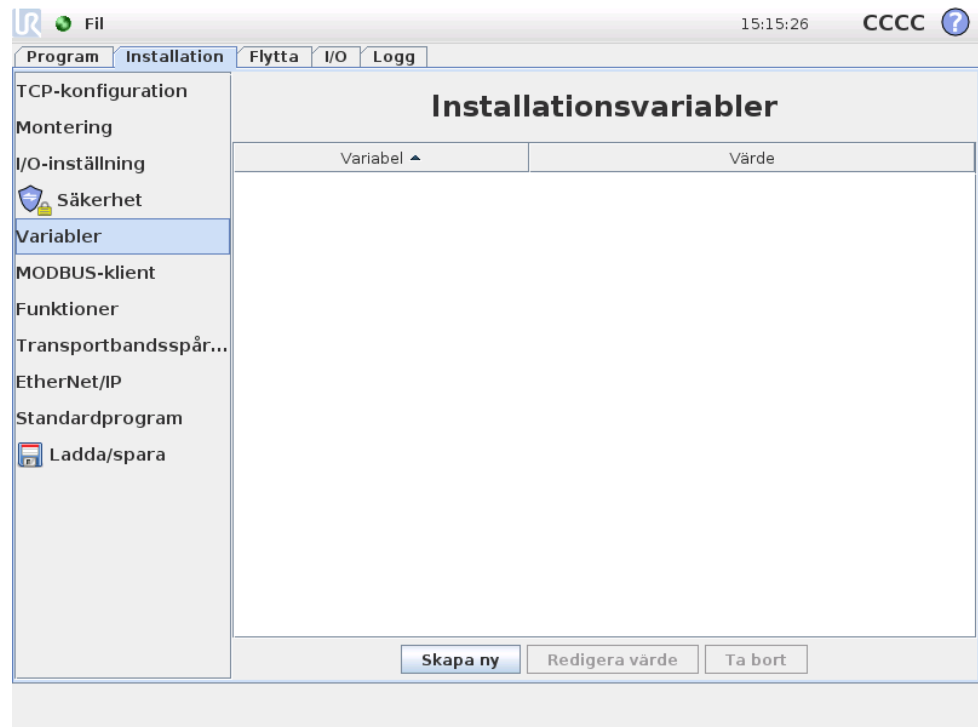 UR Fil 15:15:26 CCCC ?
Program Installation Flytta I/O Logg
TCP-konfiguration
Montering
I/O-inställning
Säkerhet
Variabler
MODBUS-klient
Funktioner
Transportbandsspår...
EtherNet/IP
Standardprogram
Ladda/spara
Installationsvariabler
Variabel Värde
Skapa ny Redigera värde Ta bort